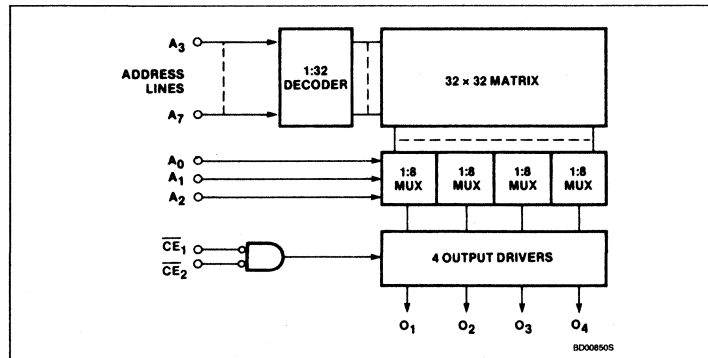 A3
ADDRESS
LINES
A7
1:32
DECODER
32 × 32 MATRIX
A0
A1
A2
1:8
MUX
1:8
MUX
1:8
MUX
1:8
MUX
CE1
CE2
4 OUTPUT DRIVERS
O1 O2 O3 O4
BD00850S